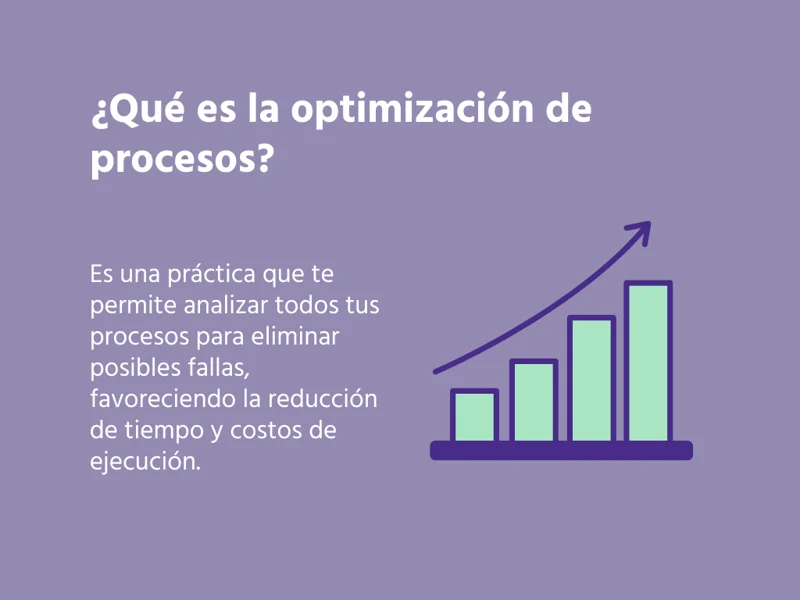 ¿Qué es la optimización de
procesos?
Es una práctica que te
permite analizar todos tus
procesos para eliminar
posibles fallas,
favoreciendo la reducción
de tiempo y costos de
ejecución.